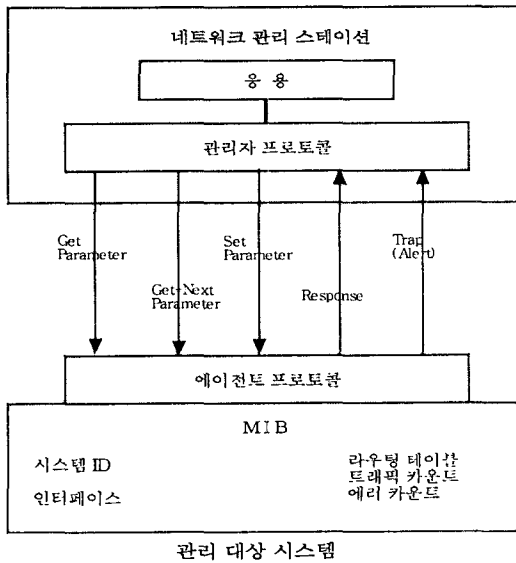 네트워크 관리 스테이션
응 용
관리자 프로토콜
Get
Parameter
Get-Next
Parameter
Set
Parameter
Response
Trap
(Alert)
에이전트 프로토콜
MIB
시스템 ID
인터페이스
라우팅 테이블
트래픽 카운트
에러 카운트
관리 대상 시스템